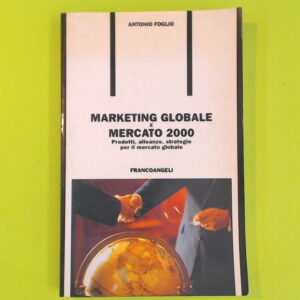 ANTONIO FOGLIO
MARKETING GLOBALE
E
MERCATO 2000
Prodotti, alleanze, strategie
per il mercato globale
FRANCOANGELI